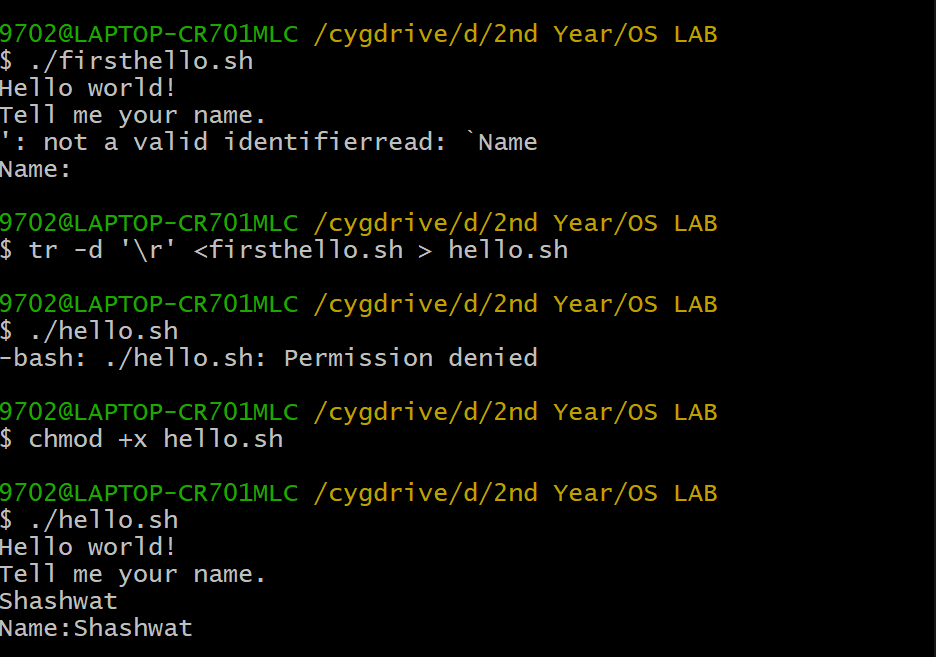 9702@LAPTOP-CR701MLC /cygdrive/d/2nd Year/OS LAB
$ ./firsthello.sh
Hello world!
Tell me your name.
': not a valid identifierread: `Name
Name:
9702@LAPTOP-CR701MLC /cygdrive/d/2nd Year/OS LAB
$ tr -d '\r' <firsthello.sh > hello.sh
9702@LAPTOP-CR701MLC /cygdrive/d/2nd Year/OS LAB
$ ./hello.sh
-bash: ./hello.sh: Permission denied
9702@LAPTOP-CR701MLC /cygdrive/d/2nd Year/OS LAB
$ chmod +x hello.sh
9702@LAPTOP-CR701MLC /cygdrive/d/2nd Year/OS LAB
$ ./hello.sh
Hello world!
Tell me your name.
Shashwat
Name:Shashwat